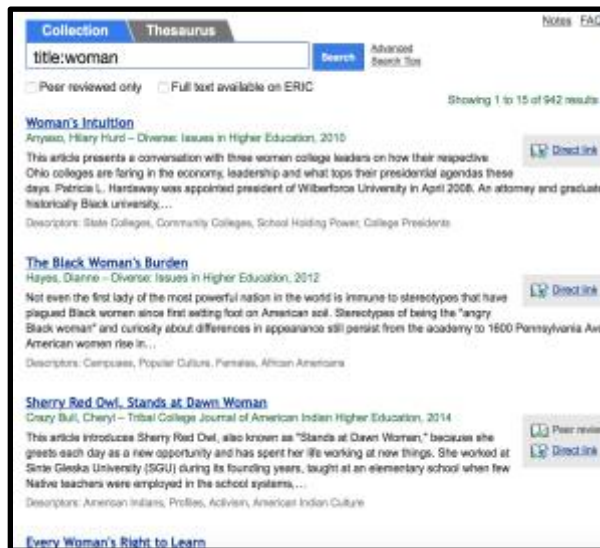 Collection Thesaurus Notes FAQ
title:woman Search Advanced
Search Tips
Peer reviewed only Full text available on ERIC
Showing 1 to 15 of 942 results
Woman's Intuition
Anyaso, Hilary Hurd – Diverse: Issues in Higher Education, 2010
Direct link
This article presents a conversation with three women college leaders on how their respective
Ohio colleges are faring in the economy, leadership and what tops their presidential agendas these
days. Patricia L. Hardaway was appointed president of Wilberforce University in April 2008. An attorney and graduate
historically Black university,...
Descriptors: State Colleges, Community Colleges, School Holding Power, College Presidents
The Black Woman's Burden
Hayes, Dianne – Diverse: Issues in Higher Education, 2012
Direct link
Not even the first lady of the most powerful nation in the world is immune to stereotypes that have
plagued Black women since first setting foot on American soil. Stereotypes of being the "angry
Black woman" and curiosity about differences in appearance still persist from the academy to 1600 Pennsylvania Ave
American women rise in...
Descriptors: Campuses, Popular Culture, Females, African Americans
Sherry Red Owl, Stands at Dawn Woman
Crazy Bull, Cheryl – Tribal College Journal of American Indian Higher Education, 2014
Peer review
Direct link
This article introduces Sherry Red Owl, also known as "Stands at Dawn Woman," because she
greets each day as a new opportunity and has spent her life working at new things. She worked at
Sinte Gleska University (SGU) during its founding years, taught at an elementary school when few
Native teachers were employed in the school systems,...
Descriptors: American Indians, Profiles, Activism, American Indian Culture
Every Woman's Right to Learn